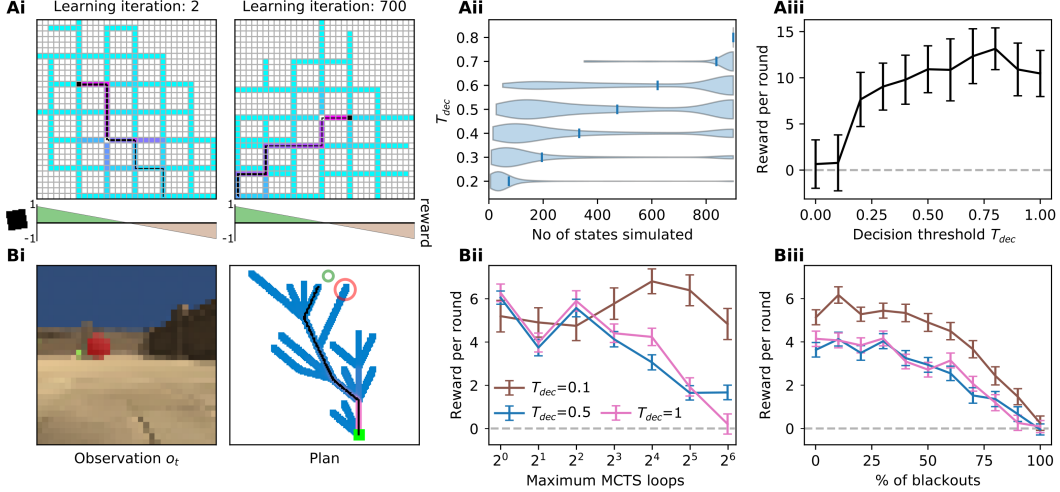 Ai
Learning iteration: 2
Learning iteration: 700
1
-1
1
-1
reward
Aii
T_dec
0.8
0.7
0.6
0.5
0.4
0.3
0.2
0
200
400
600
800
No of states simulated
Aiii
Reward per round
15
10
5
0
0.00
0.25
0.50
0.75
1.00
Decision threshold T_dec
Bi
Observation o_t
Plan
Bii
Reward per round
6
4
2
0
T_dec=0.1
T_dec=0.5
T_dec=1
2^0
2^1
2^2
2^3
2^4
2^5
2^6
Maximum MCTS loops
Biii
Reward per round
6
4
2
0
0
20
40
60
80
100
% of blackouts